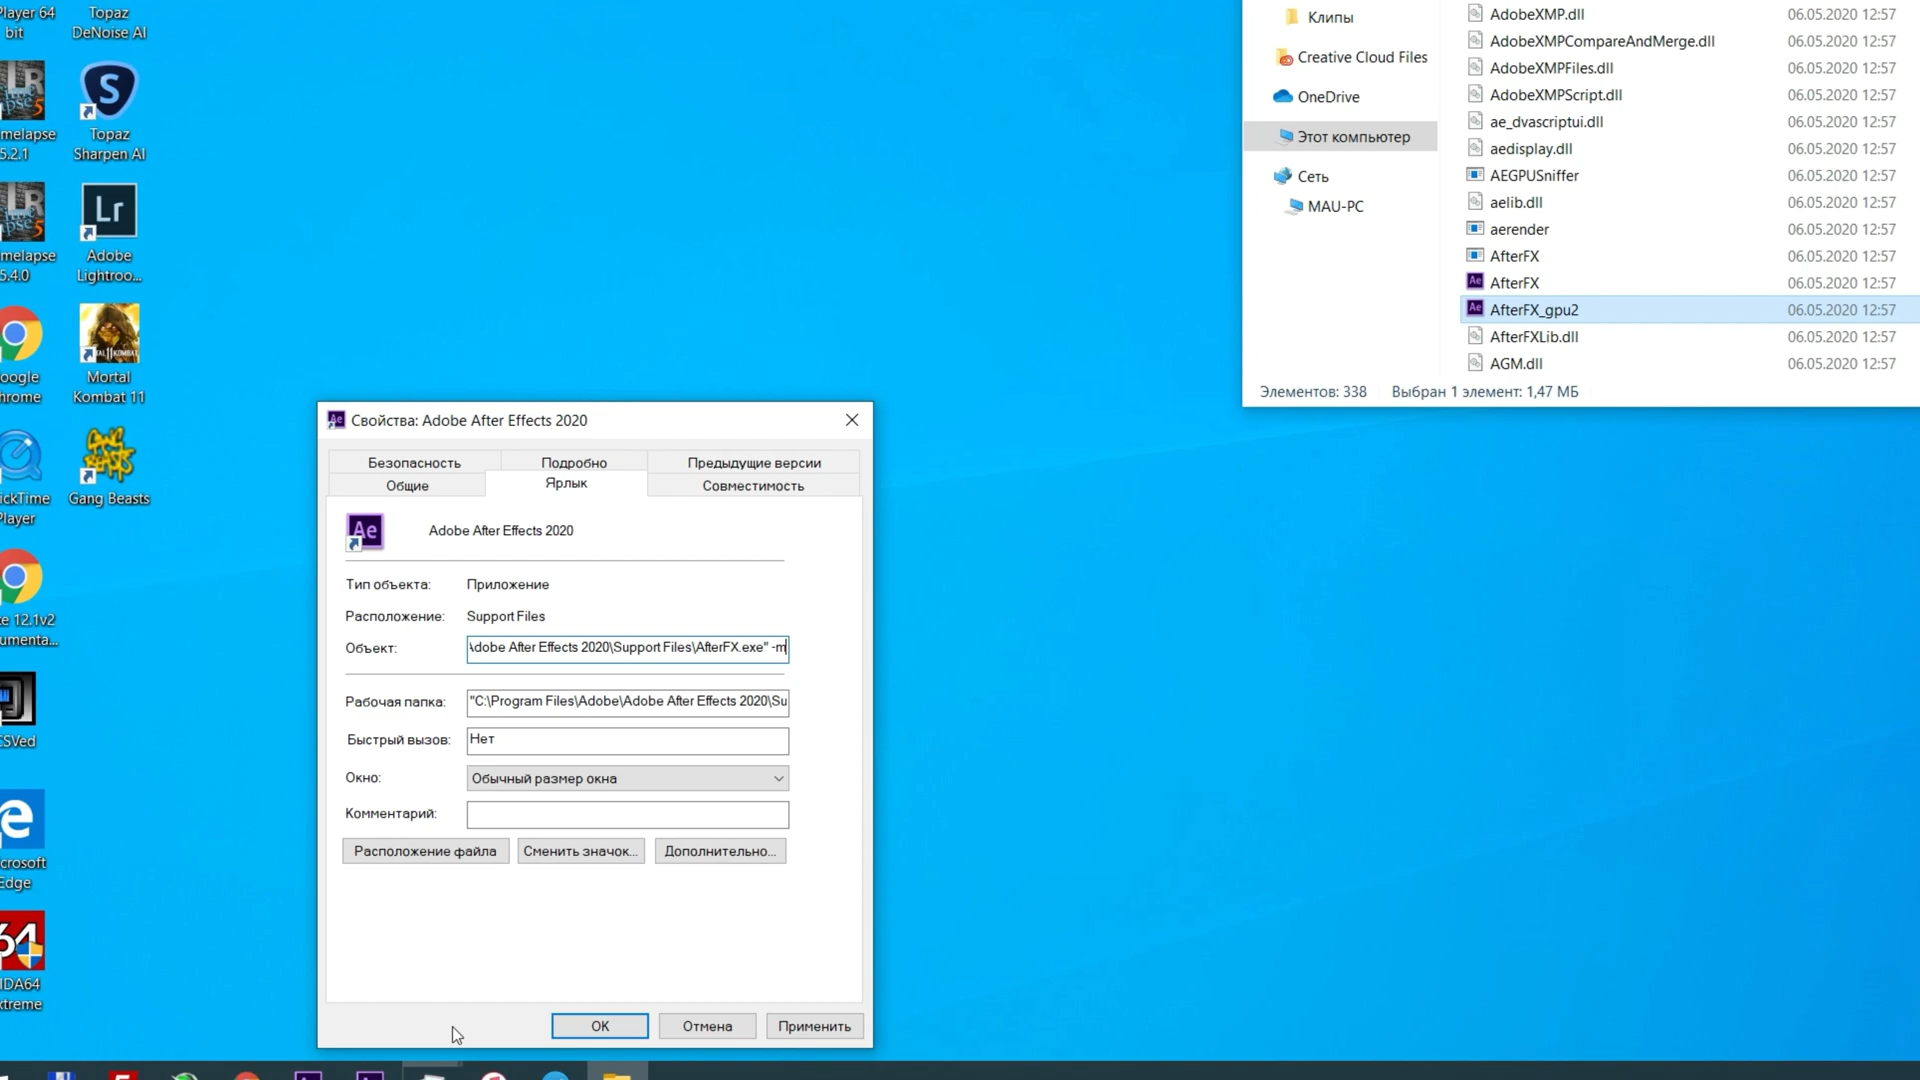 Player 64
bit
Topaz
DeNoise AI
5.2.1
Topaz
Sharpen AI
5.4.0
Adobe
Lightroo...
Mortal
Kombat 11
Player
Gang Beasts
12.1v2
Edge
Клипы
Creative Cloud Files
OneDrive
Этот компьютер
Сеть
MAU-PC
AdobeXMP.dll 06.05.2020 12:57
AdobeXMPCompareAndMerge.dll 06.05.2020 12:57
AdobeXMPFiles.dll 06.05.2020 12:57
AdobeXMPScript.dll 06.05.2020 12:57
ae_dvascriptui.dll 06.05.2020 12:57
aedisplay.dll 06.05.2020 12:57
AEGPUSniffer 06.05.2020 12:57
aelib.dll 06.05.2020 12:57
aerender 06.05.2020 12:57
AfterFX 06.05.2020 12:57
AfterFX 06.05.2020 12:57
AfterFX_gpu2 06.05.2020 12:57
AfterFXLib.dll 06.05.2020 12:57
AGM.dll 06.05.2020 12:57
Элементов: 338 Выбран 1 элемент: 1,47 МБ
Свойства: Adobe After Effects 2020
Безопасность Подробно Предыдущие версии
Общие Ярлык Совместимость
Adobe After Effects 2020
Тип объекта: Приложение
Расположение: Support Files
Объект: \dobe After Effects 2020\Support Files\AfterFX.exe" -m
Рабочая папка: "C:\Program Files\Adobe\Adobe After Effects 2020\Su
Быстрый вызов: Нет
Окно: Обычный размер окна
Комментарий:
Расположение файла Сменить значок... Дополнительно...
OK Отмена Применить